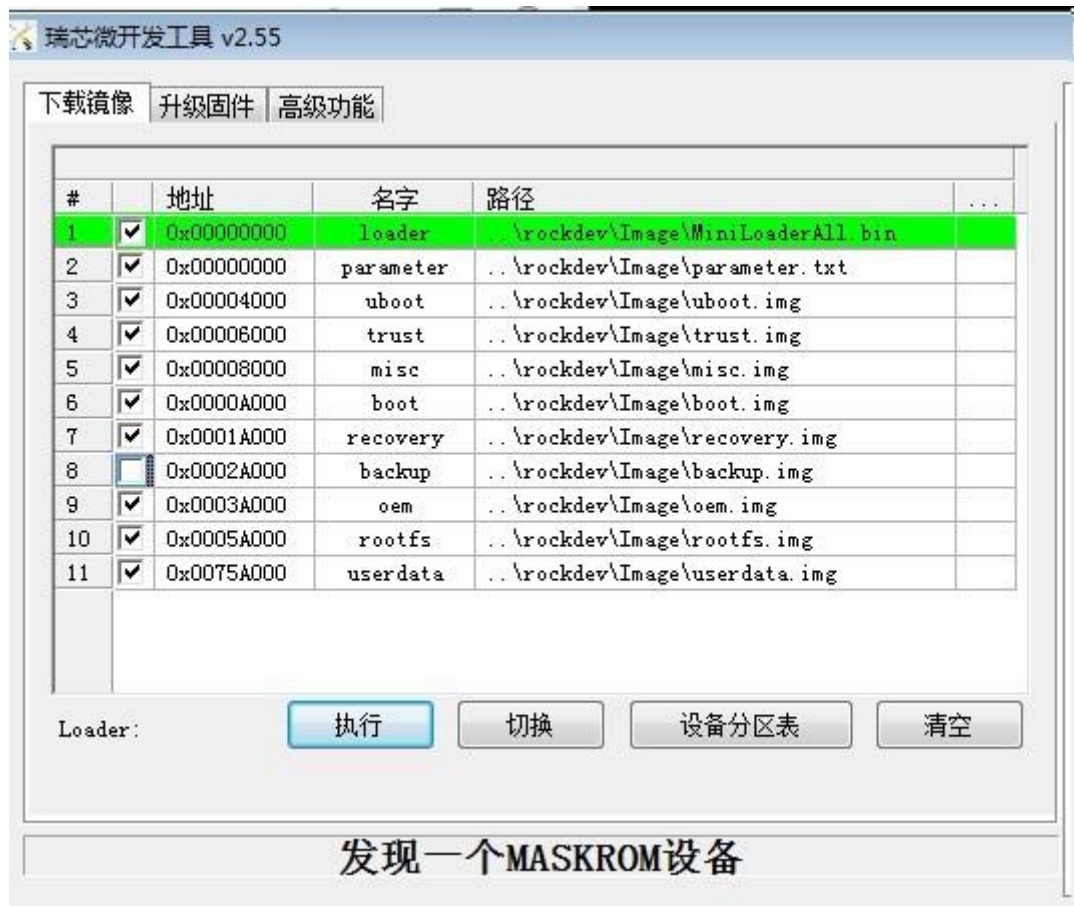 瑞芯微开发工具 v2.55
下载镜像 升级固件 高级功能
# 地址 名字 路径 ...
1 0x00000000 loader ..\rockdev\Image\MiniLoaderAll.bin
2 0x00000000 parameter ..\rockdev\Image\parameter.txt
3 0x00004000 uboot ..\rockdev\Image\uboot.img
4 0x00006000 trust ..\rockdev\Image\trust.img
5 0x00008000 misc ..\rockdev\Image\misc.img
6 0x0000A000 boot ..\rockdev\Image\boot.img
7 0x0001A000 recovery ..\rockdev\Image\recovery.img
8 0x0002A000 backup ..\rockdev\Image\backup.img
9 0x0003A000 oem ..\rockdev\Image\oem.img
10 0x0005A000 rootfs ..\rockdev\Image\rootfs.img
11 0x0075A000 userdata ..\rockdev\Image\userdata.img
Loader: 执行 切换 设备分区表 清空
发现一个MASKROM设备